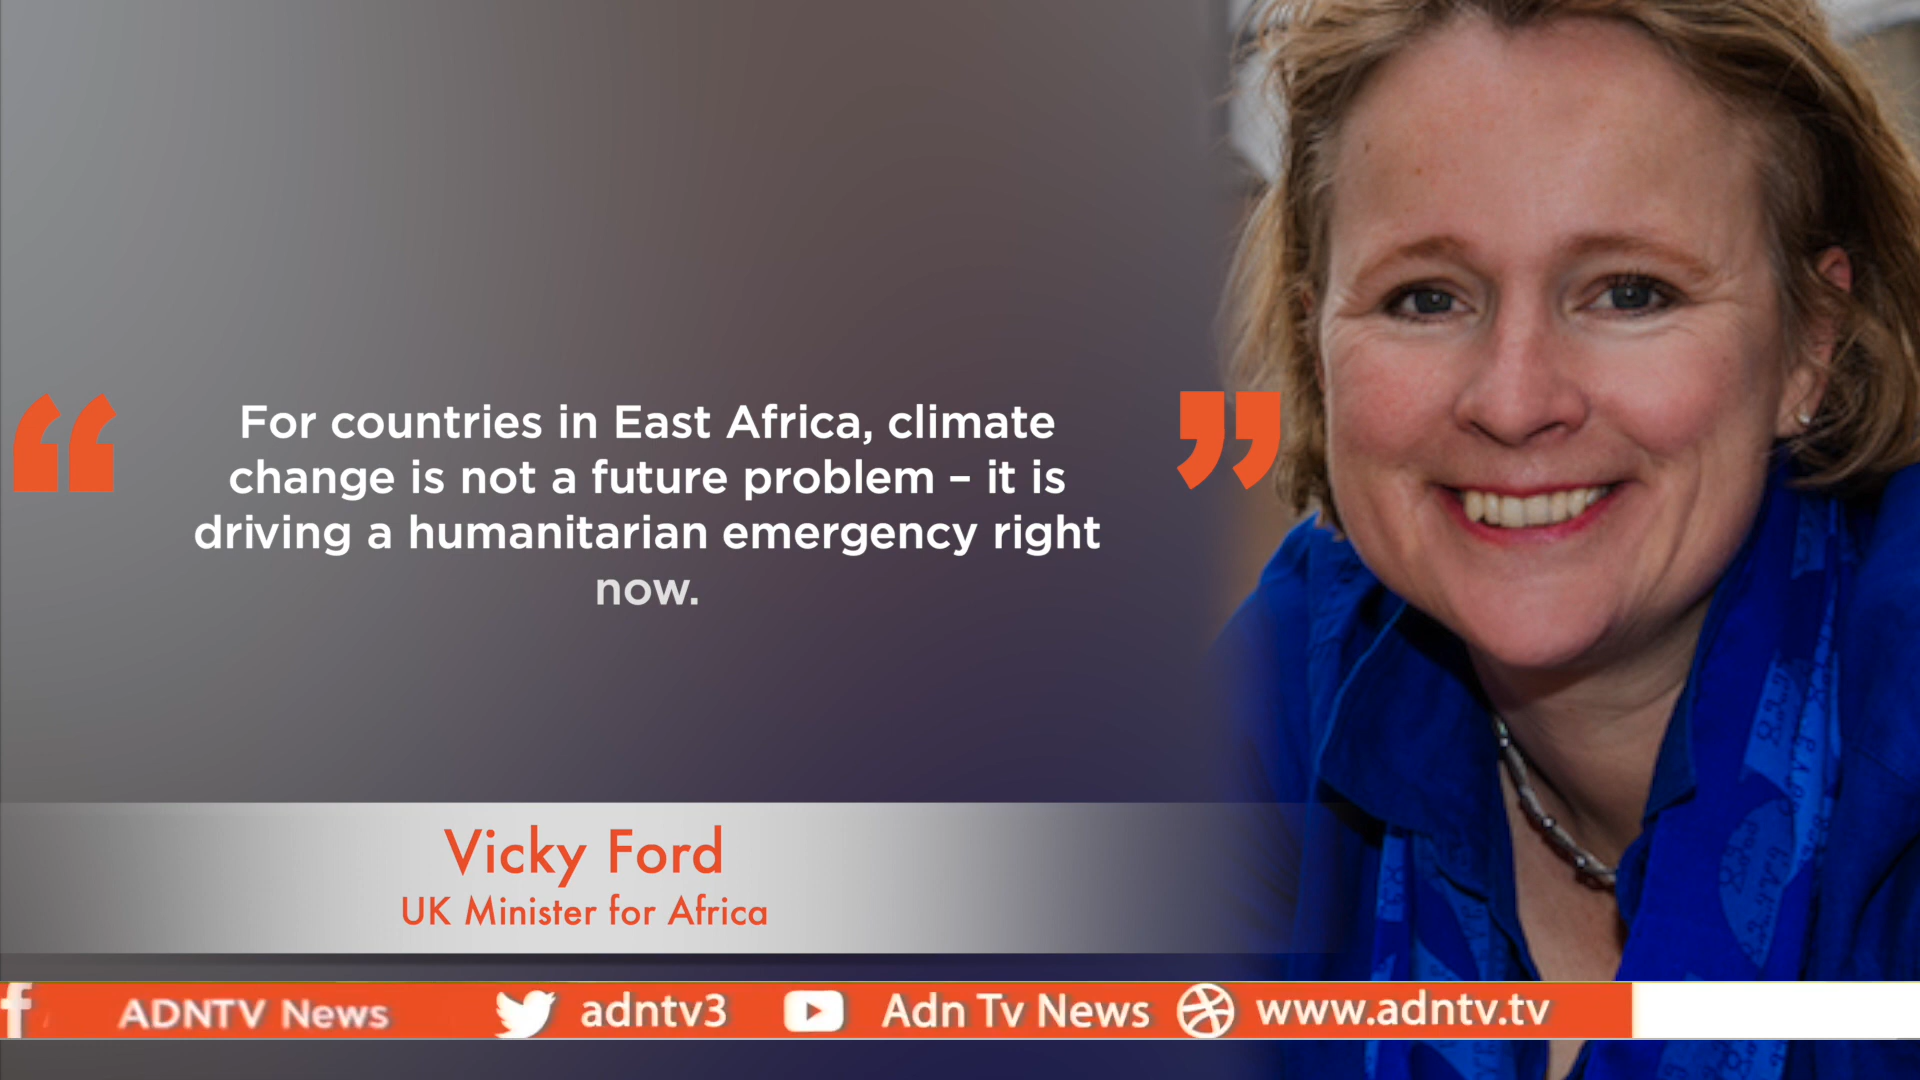 “ For countries in East Africa, climate ”
change is not a future problem – it is
driving a humanitarian emergency right
now.
Vicky Ford
UK Minister for Africa
ADNTV News adntv3 Adn Tv News www.adntv.tv